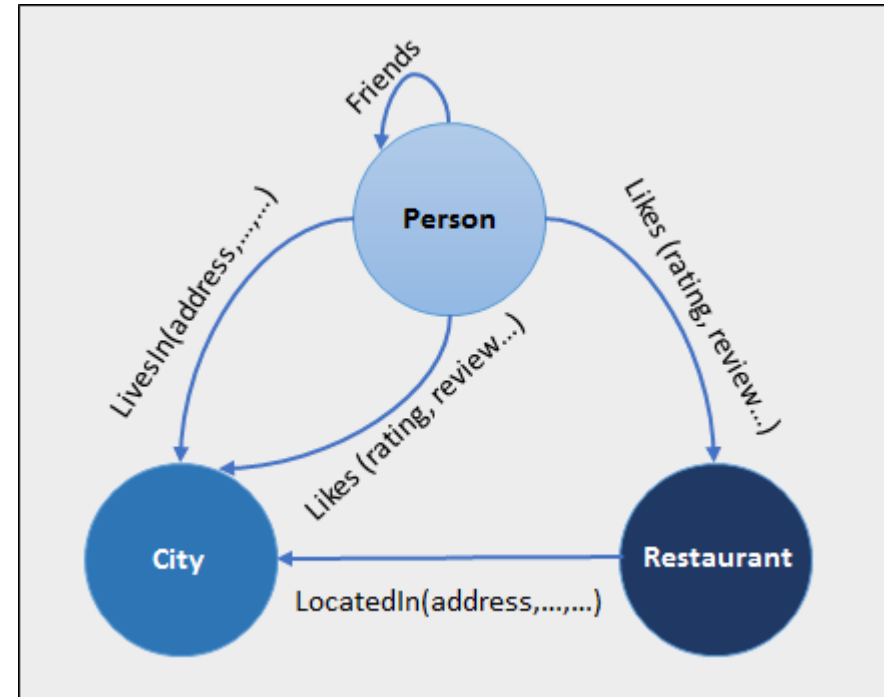 Friends
Person
LivesIn(address,...,...)
Likes (rating, review...)
Likes (rating, review...)
City
Restaurant
LocatedIn(address,...,...)